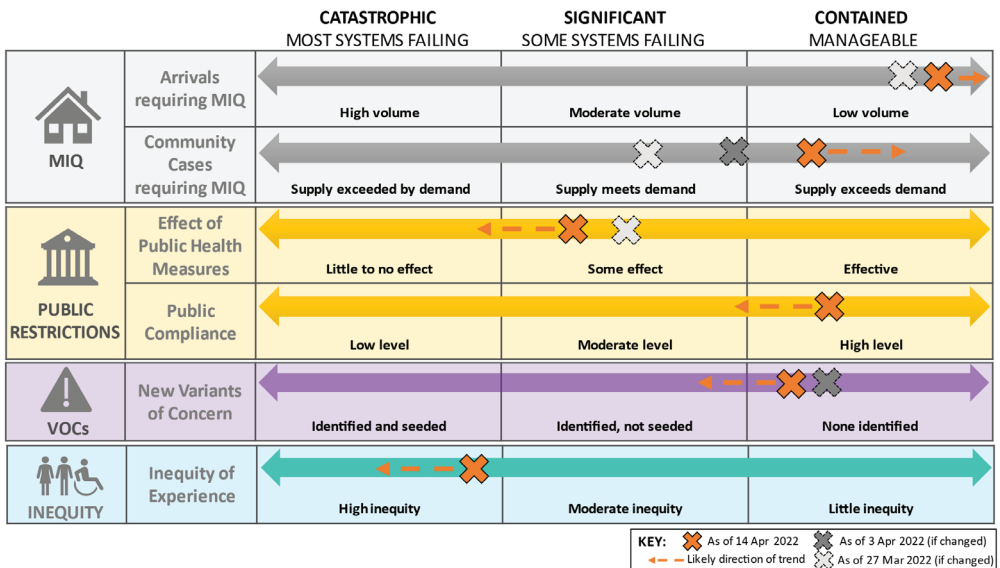 CATASTROPHIC
MOST SYSTEMS FAILING
SIGNIFICANT
SOME SYSTEMS FAILING
CONTAINED
MANAGEABLE
MIQ
Arrivals
requiring MIQ
High volume
Moderate volume
Low volume
Community
Cases
requiring MIQ
Supply exceeded by demand
Supply meets demand
Supply exceeds demand
PUBLIC
RESTRICTIONS
Effect of
Public Health
Measures
Little to no effect
Some effect
Effective
Public
Compliance
Low level
Moderate level
High level
VOCs
New Variants
of Concern
Identified and seeded
Identified, not seeded
None identified
INEQUITY
Inequity of
Experience
High inequity
Moderate inequity
Little inequity
KEY:
As of 14 Apr 2022
As of 3 Apr 2022 (if changed)
Likely direction of trend
As of 27 Mar 2022 (if changed)